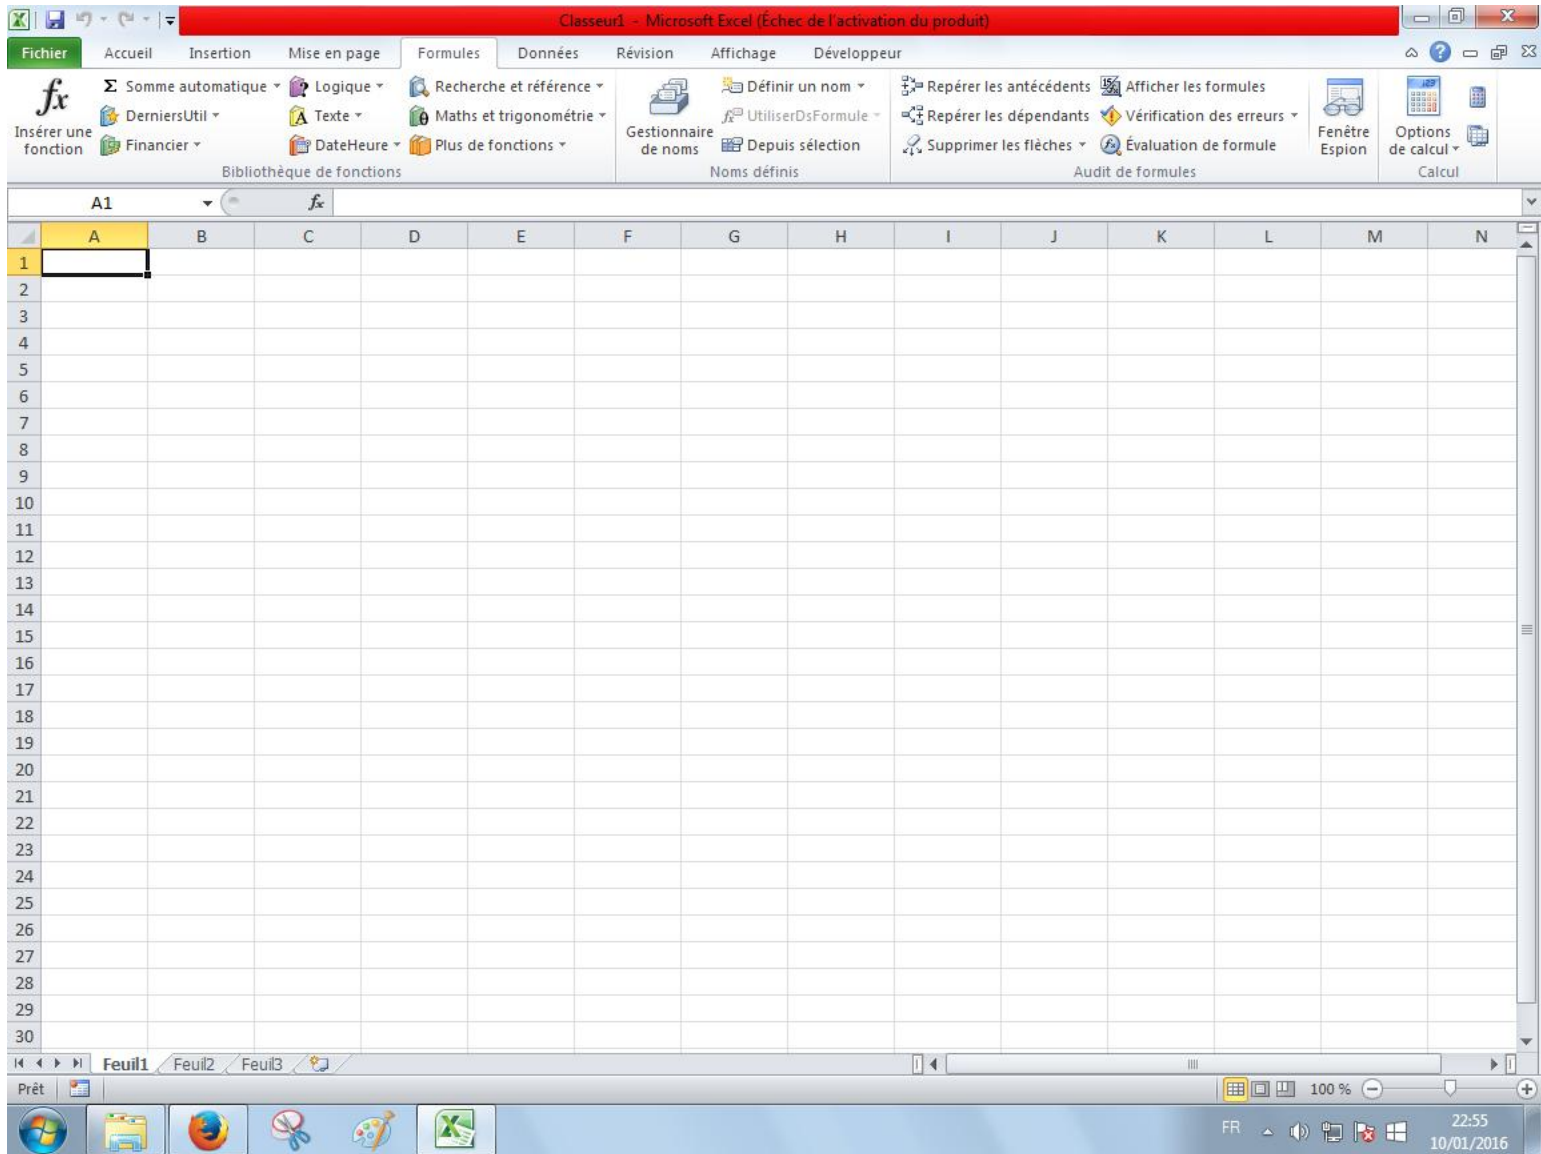 Classeur1 - Microsoft Excel (Échec de l'activation du produit)
Fichier Accueil Insertion Mise en page Formules Données Révision Affichage Développeur
Insérer une fonction
Σ Somme automatique
DerniersUtil
Financier
Logique
Texte
DateHeure
Recherche et référence
Maths et trigonométrie
Plus de fonctions
Bibliothèque de fonctions
Gestionnaire de noms
Définir un nom
UtiliserDsFormule
Depuis sélection
Noms définis
Repérer les antécédents
Repérer les dépendants
Supprimer les flèches
Afficher les formules
Vérification des erreurs
Évaluation de formule
Audit de formules
Fenêtre Espion
Options de calcul
Calcul
A1 fx
A B C D E F G H I J K L M N
1
2
3
4
5
6
7
8
9
10
11
12
13
14
15
16
17
18
19
20
21
22
23
24
25
26
27
28
29
30
Feuil1 Feuil2 Feuil3
Prêt 100 %
FR 22:55
10/01/2016